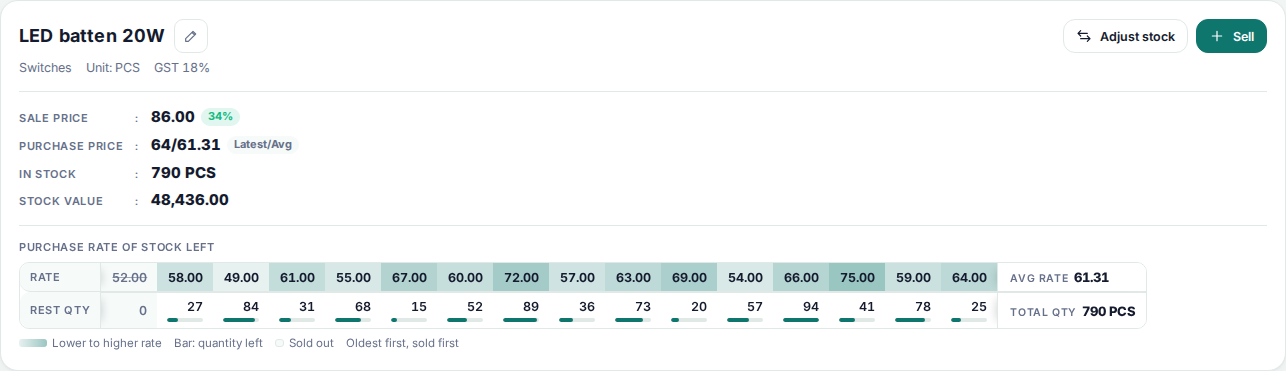 LED batten 20W
Adjust stock
Sell
Switches Unit: PCS GST 18%
SALE PRICE : 86.00 34%
PURCHASE PRICE : 64/61.31 Latest/Avg
IN STOCK : 790 PCS
STOCK VALUE : 48,436.00
PURCHASE RATE OF STOCK LEFT
RATE 52.00 58.00 49.00 61.00 55.00 67.00 60.00 72.00 57.00 63.00 69.00 54.00 66.00 75.00 59.00 64.00 AVG RATE 61.31
REST QTY 0 27 84 31 68 15 52 89 36 73 20 57 94 41 78 25 TOTAL QTY 790 PCS
Lower to higher rate Bar: quantity left Sold out Oldest first, sold first